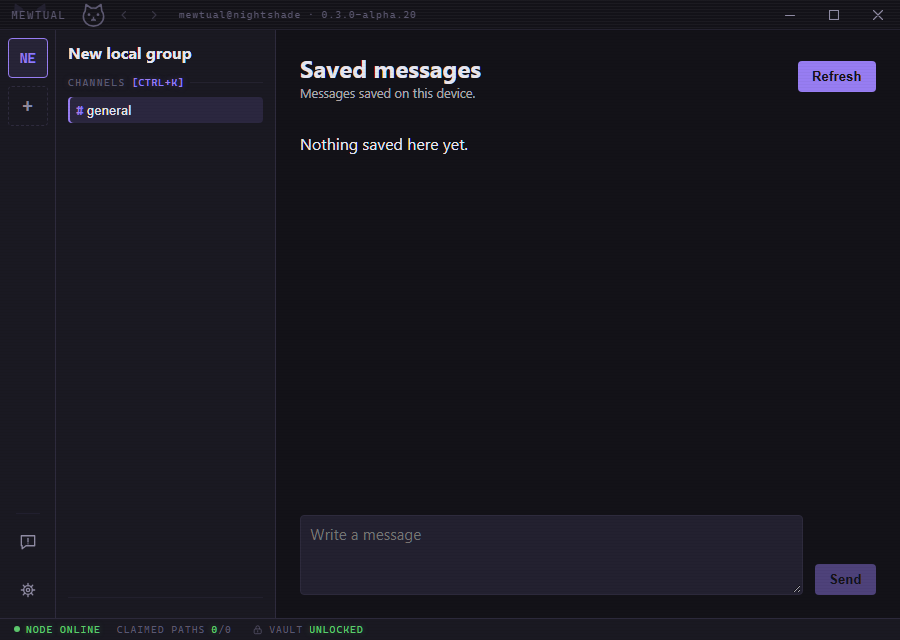 MEWTUAL
mewtual@nightshade · 0.3.0-alpha.20
NE
+
New local group
CHANNELS [CTRL+K]
# general
Saved messages
Messages saved on this device.
Refresh
Nothing saved here yet.
Write a message
Send
NODE ONLINE CLAIMED PATHS 0/0 VAULT UNLOCKED